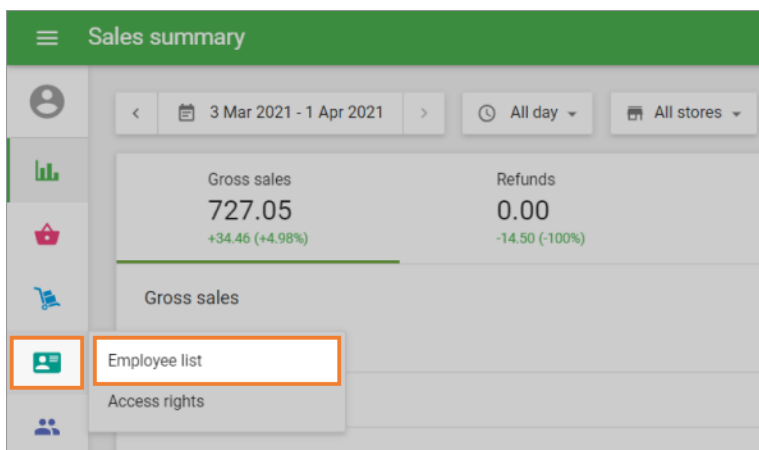 Sales summary
3 Mar 2021 - 1 Apr 2021
All day
All stores
Gross sales
727.05
+34.46 (+4.98%)
Refunds
0.00
-14.50 (-100%)
Gross sales
Employee list
Access rights